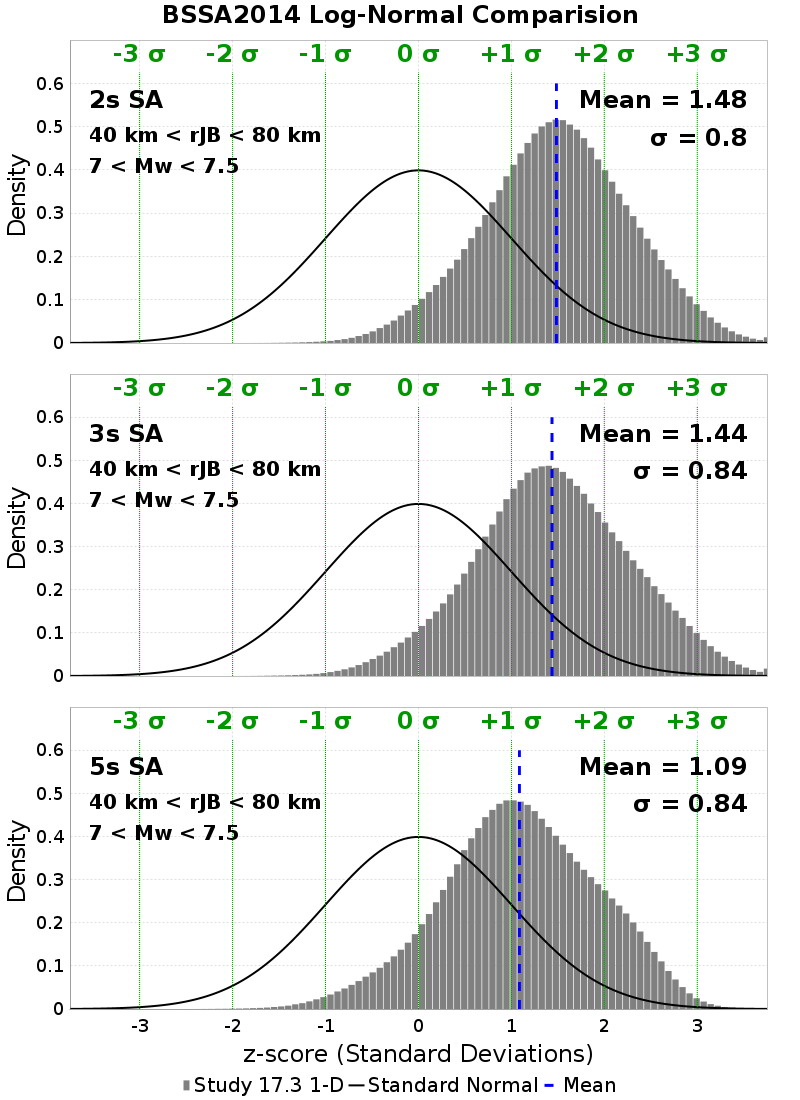 BSSA2014 Log-Normal Comparision
-3 σ -2 σ -1 σ 0 σ +1 σ +2 σ +3 σ
2s SA
40 km < rJB < 80 km
7 < Mw < 7.5
Mean = 1.48
σ = 0.8
Density
0.6
0.5
0.4
0.3
0.2
0.1
0
-3 σ -2 σ -1 σ 0 σ +1 σ +2 σ +3 σ
3s SA
40 km < rJB < 80 km
7 < Mw < 7.5
Mean = 1.44
σ = 0.84
Density
0.6
0.5
0.4
0.3
0.2
0.1
0
-3 σ -2 σ -1 σ 0 σ +1 σ +2 σ +3 σ
5s SA
40 km < rJB < 80 km
7 < Mw < 7.5
Mean = 1.09
σ = 0.84
Density
0.6
0.5
0.4
0.3
0.2
0.1
0
-3 -2 -1 0 1 2 3
z-score (Standard Deviations)
Study 17.3 1-D Standard Normal Mean